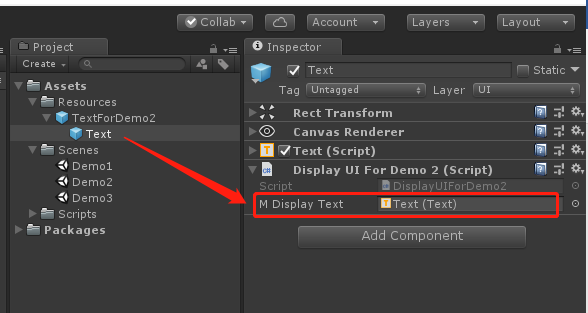 Collab
Account
Layers
Layout
Project
Create
Assets
Resources
TextForDemo2
Text
Scenes
Demo1
Demo2
Demo3
Scripts
Packages
Inspector
Text
Static
Tag Untagged Layer UI
Rect Transform
Canvas Renderer
Text (Script)
Display UI For Demo 2 (Script)
Script DisplayUIForDemo2
M Display Text Text (Text)
Add Component